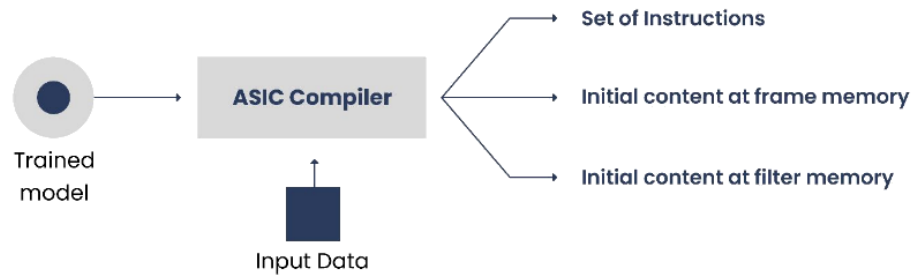 Set of Instructions
ASIC Compiler
Initial content at frame memory
Trained
model
Initial content at filter memory
Input Data